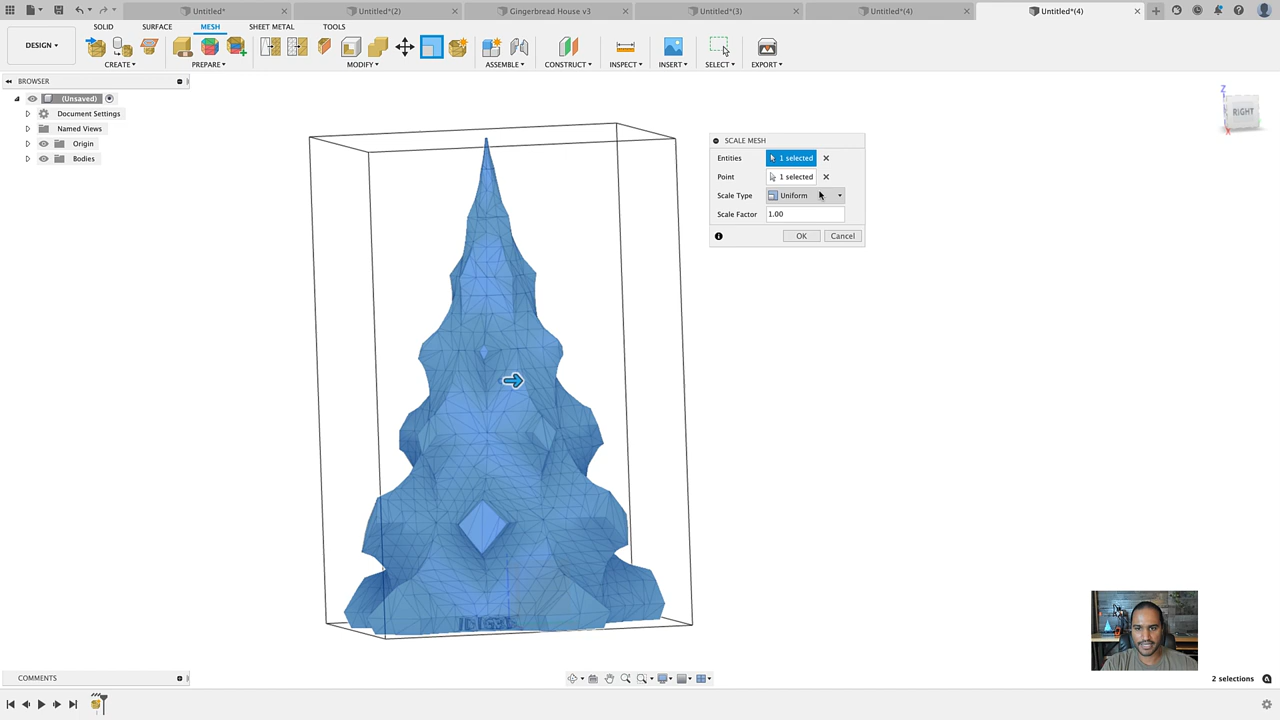 Untitled*
Untitled*(2)
Gingerbread House v3
Untitled*(3)
Untitled*(4)
Untitled*(4)
DESIGN
SOLID
SURFACE
MESH
SHEET METAL
TOOLS
CREATE
PREPARE
MODIFY
ASSEMBLE
CONSTRUCT
INSPECT
INSERT
SELECT
EXPORT
BROWSER
(Unsaved)
Document Settings
Named Views
Origin
Bodies
Z
RIGHT
X
SCALE MESH
Entities 1 selected
Point 1 selected
Scale Type Uniform
Scale Factor 1.00
OK Cancel
COMMENTS
2 selections